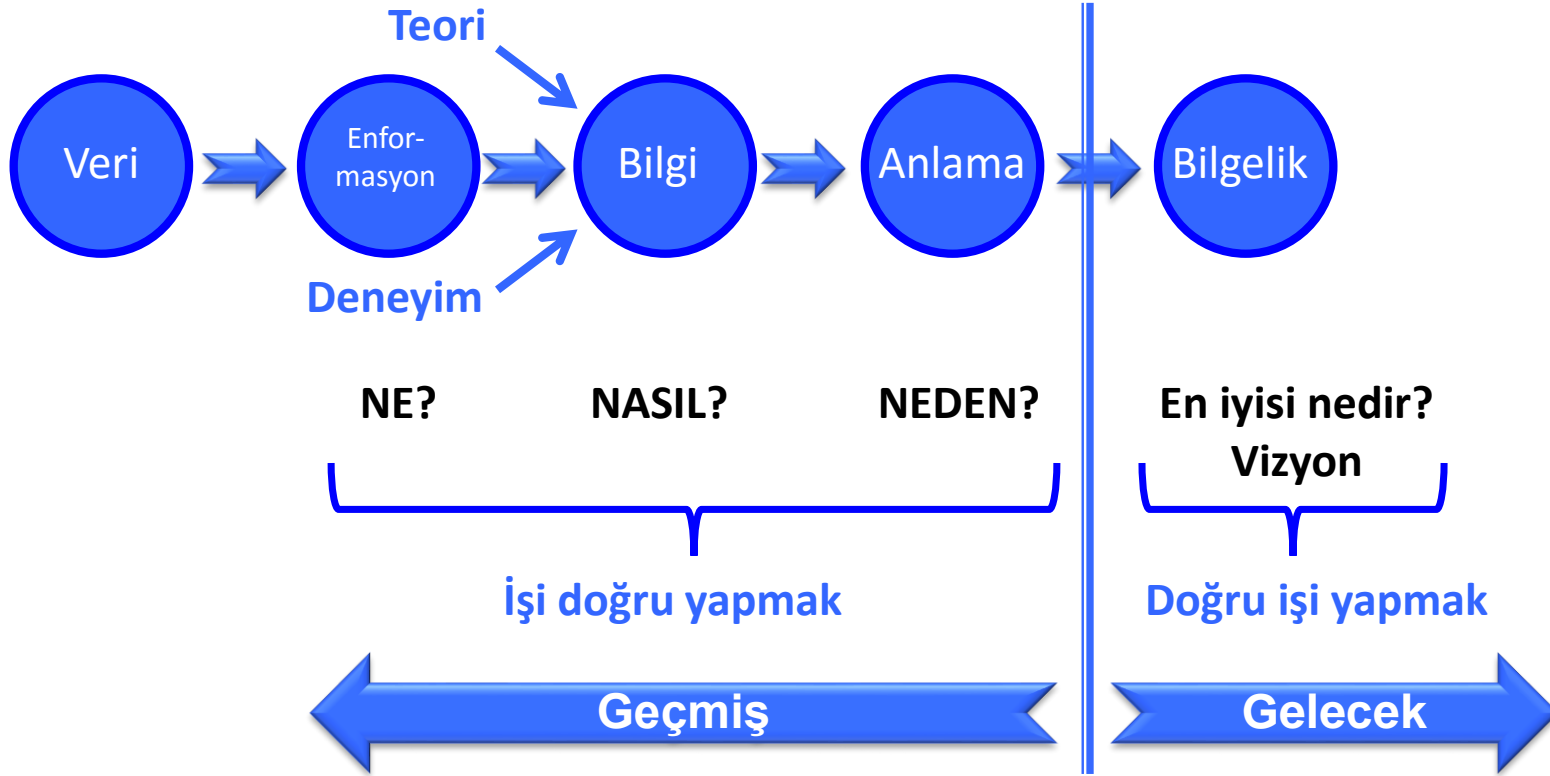 Teori
Veri
Enfor-
masyon
Bilgi
Anlama
Bilgelik
Deneyim
NE?
NASIL?
NEDEN?
En iyisi nedir?
Vizyon
İşi doğru yapmak
Doğru işi yapmak
Geçmiş
Gelecek